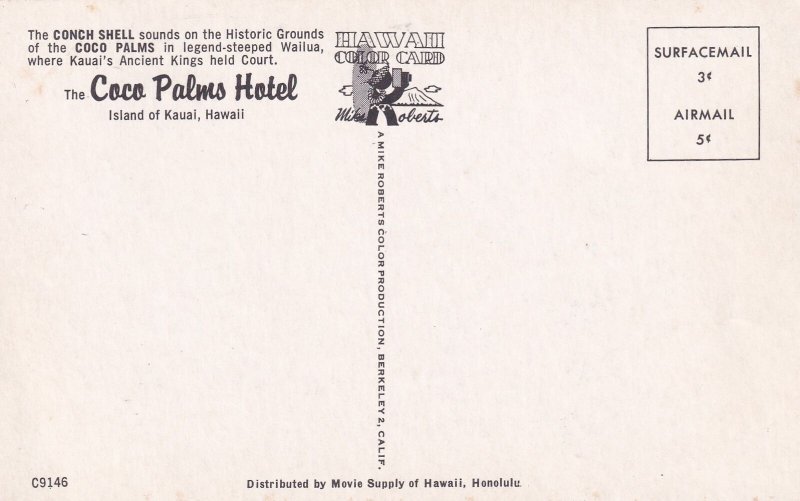 The CONCH SHELL sounds on the Historic Grounds
of the COCO PALMS in legend-steeped Wailua,
where Kauai's Ancient Kings held Court.
The Coco Palms Hotel
Island of Kauai, Hawaii
HAWAII
COLOR CARD
Mike Roberts
A MIKE ROBERTS COLOR PRODUCTION, BERKELEY 2, CALIF.
SURFACEMAIL
3¢
AIRMAIL
5¢
C9146
Distributed by Movie Supply of Hawaii, Honolulu